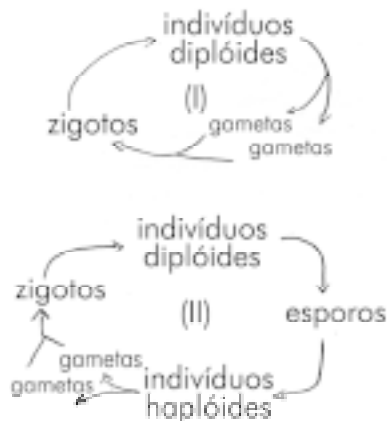 indivíduos
diplóides
(I)
zigotos
gametas
gametas
indivíduos
diplóides
zigotos
(II)
esporos
gametas
gametas
indivíduos
haplóides